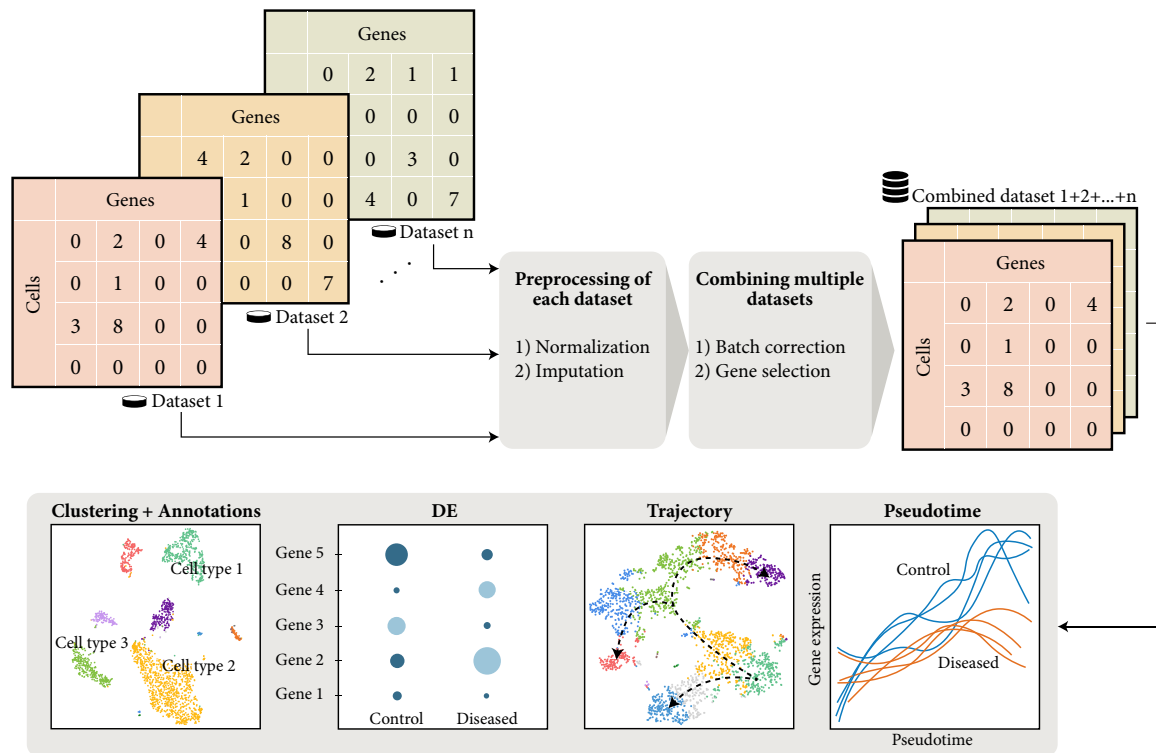 Genes
0 2 1 1
0 0 0
0 3 0
4 0 7
Dataset n
Genes
4 2 0 0
1 0 0
0 8 0
0 0 7
Dataset 2
Genes
Cells
0 2 0 4
0 1 0 0
3 8 0 0
0 0 0 0
Dataset 1
. . . .
Preprocessing of
each dataset
1) Normalization
2) Imputation
Combining multiple
datasets
1) Batch correction
2) Gene selection
Combined dataset 1+2+...+n
Genes
Cells
0 2 0 4
0 1 0 0
3 8 0 0
0 0 0 0
Clustering + Annotations
Cell type 1
Cell type 3
Cell type 2
DE
Gene 5
Gene 4
Gene 3
Gene 2
Gene 1
Control
Diseased
Trajectory
Pseudotime
Gene expression
Control
Diseased
Pseudotime